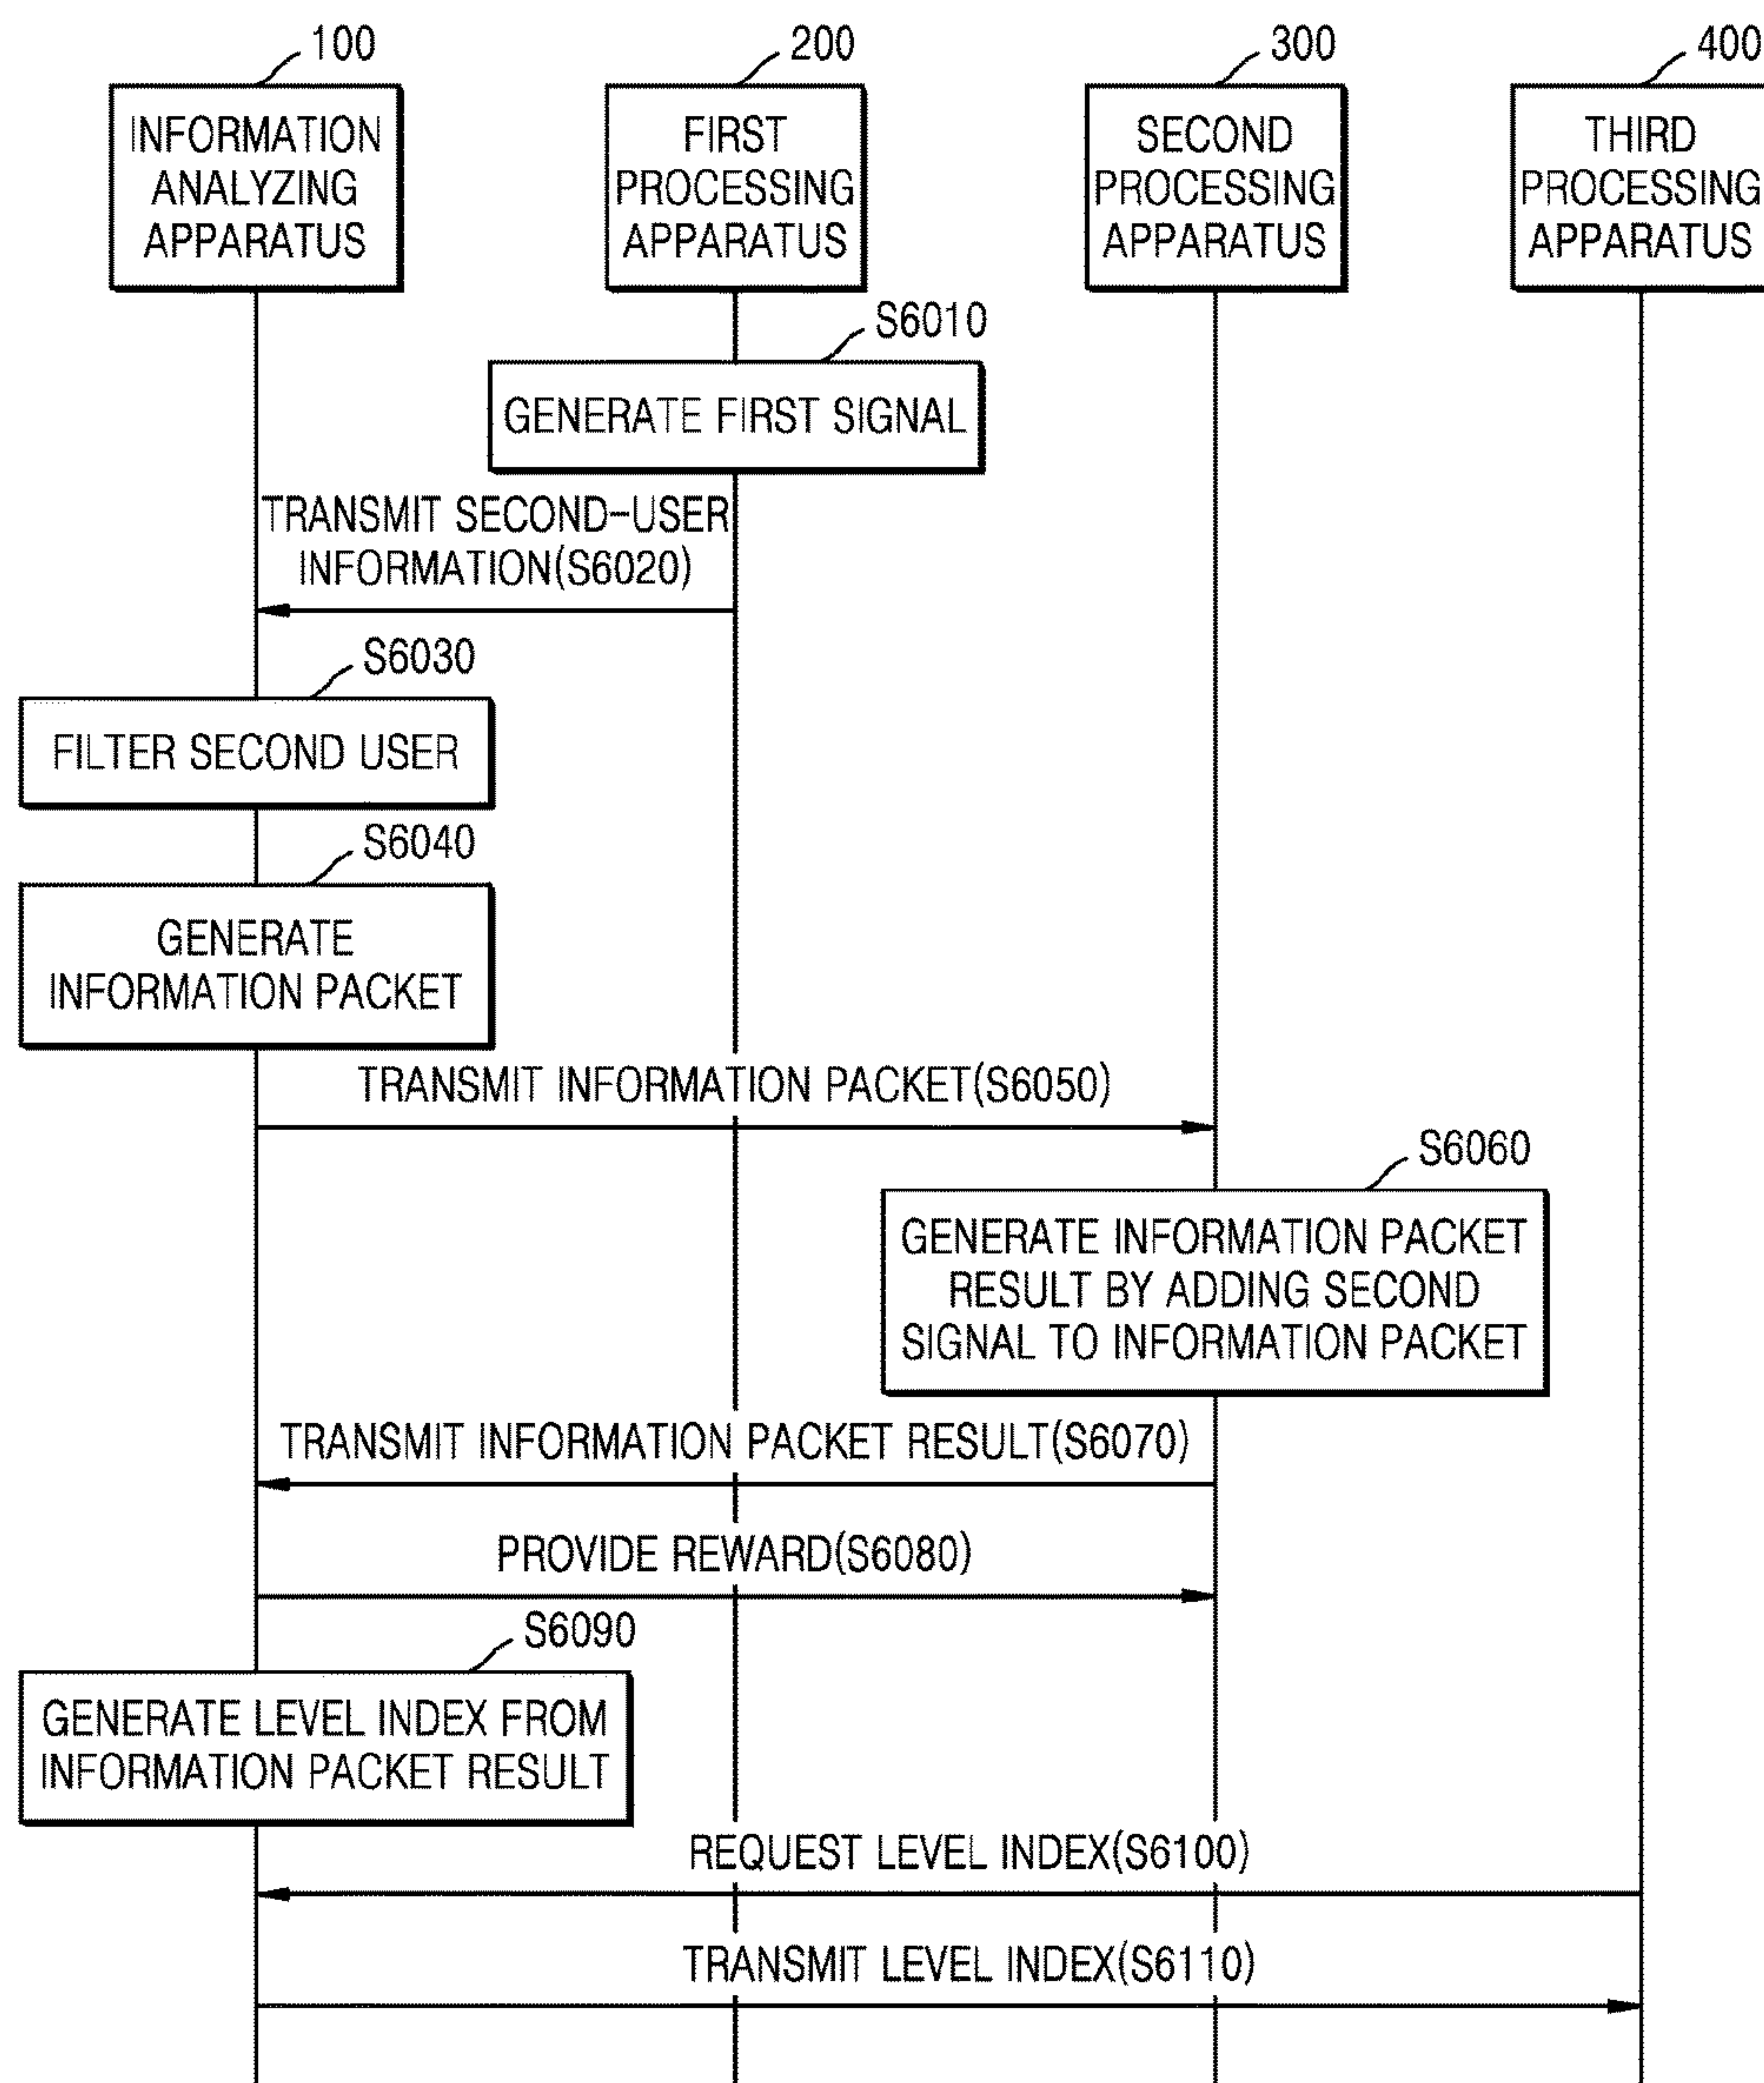 100
200
300
400
INFORMATION
ANALYZING
APPARATUS
FIRST
PROCESSING
APPARATUS
SECOND
PROCESSING
APPARATUS
THIRD
PROCESSING
APPARATUS
S6010
GENERATE FIRST SIGNAL
TRANSMIT SECOND-USER
INFORMATION(S6020)
S6030
FILTER SECOND USER
S6040
GENERATE
INFORMATION PACKET
TRANSMIT INFORMATION PACKET(S6050)
S6060
GENERATE INFORMATION PACKET
RESULT BY ADDING SECOND
SIGNAL TO INFORMATION PACKET
TRANSMIT INFORMATION PACKET RESULT(S6070)
PROVIDE REWARD(S6080)
S6090
GENERATE LEVEL INDEX FROM
INFORMATION PACKET RESULT
REQUEST LEVEL INDEX(S6100)
TRANSMIT LEVEL INDEX(S6110)